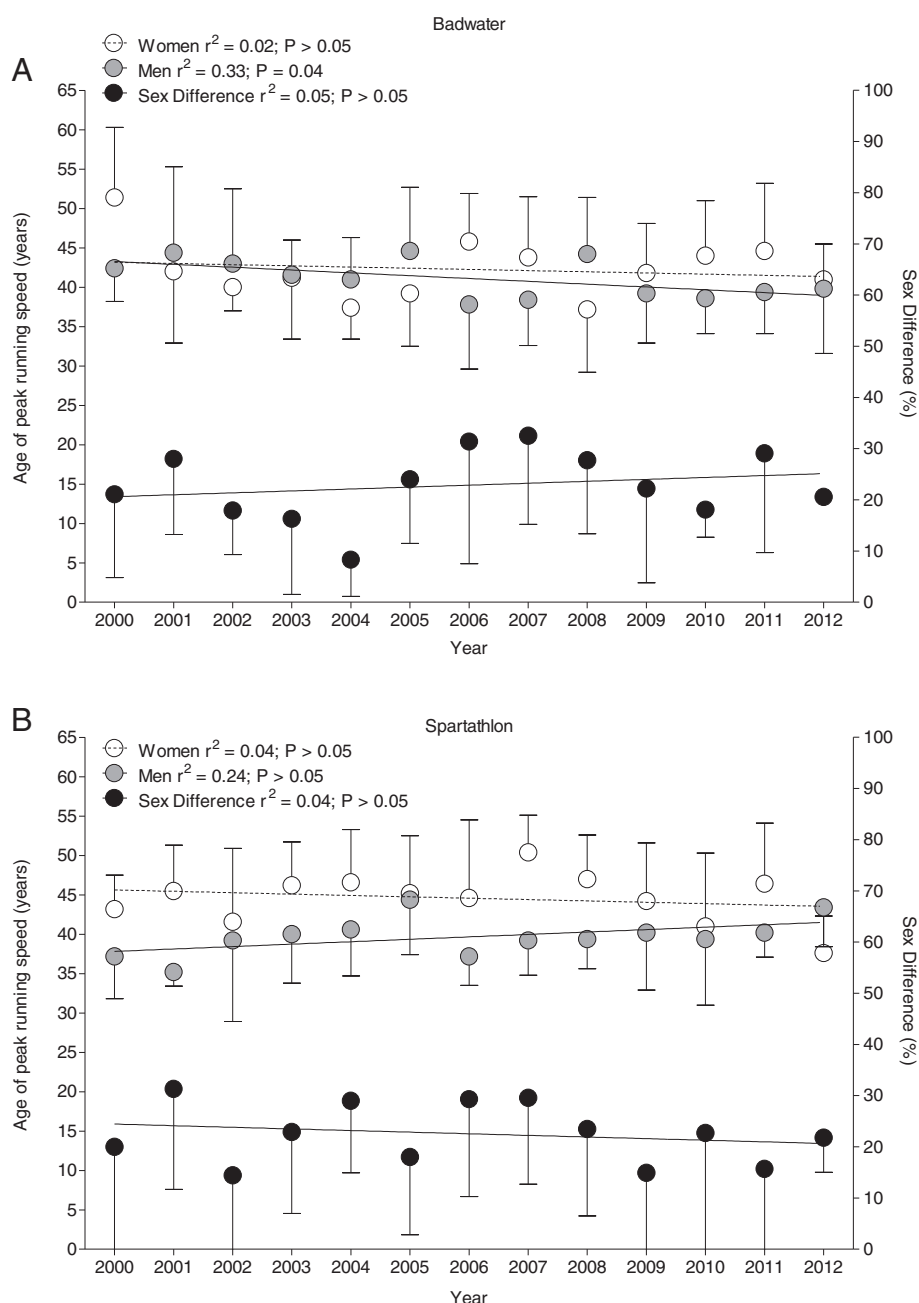 Badwater
A
Women r² = 0.02; P > 0.05
Men r² = 0.33; P = 0.04
Sex Difference r² = 0.05; P > 0.05
65
60
55
50
45
40
35
30
25
20
15
10
5
0
Age of peak running speed (years)
100
90
80
70
60
50
40
30
20
10
0
Sex Difference (%)
2000 2001 2002 2003 2004 2005 2006 2007 2008 2009 2010 2011 2012
Year
B
Spartathlon
Women r² = 0.04; P > 0.05
Men r² = 0.24; P > 0.05
Sex Difference r² = 0.04; P > 0.05
65
60
55
50
45
40
35
30
25
20
15
10
5
0
Age of peak running speed (years)
100
90
80
70
60
50
40
30
20
10
0
Sex Difference (%)
2000 2001 2002 2003 2004 2005 2006 2007 2008 2009 2010 2011 2012
Year